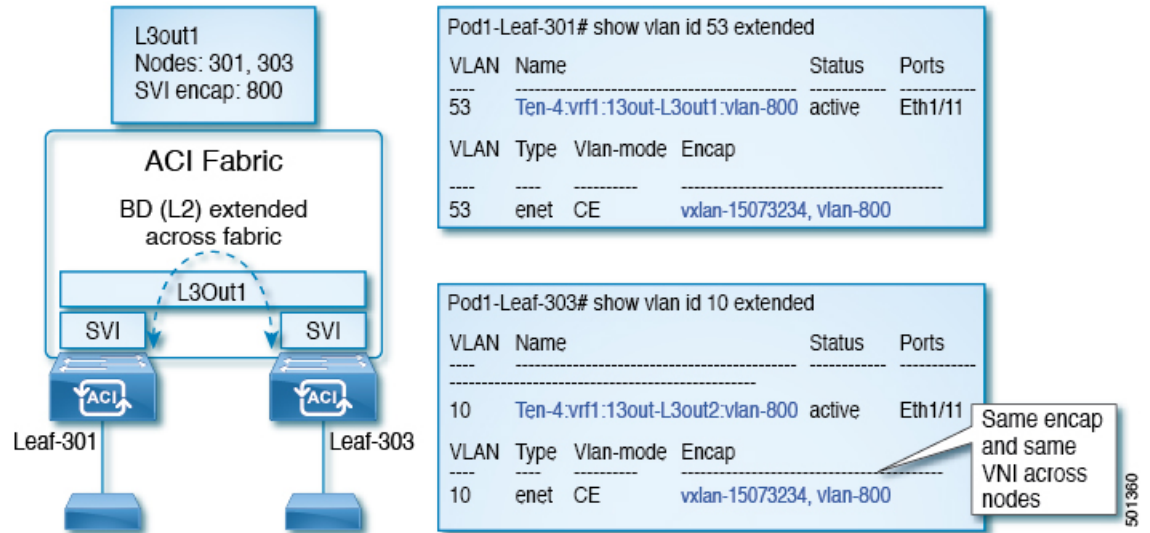 L3out1
Nodes: 301, 303
SVI encap: 800
ACI Fabric
BD (L2) extended
across fabric
L3Out1
SVI
SVI
ACI
ACI
Leaf-301
Leaf-303
Pod1-Leaf-301# show vlan id 53 extended
VLAN Name Status Ports
---- ---------------------------------------- ------------ ------------
53 Ten-4:vrf1:13out-L3out1:vlan-800 active Eth1/11
VLAN Type Vlan-mode Encap
---- ---- ---------- -------------------------------------
53 enet CE vxlan-15073234, vlan-800
Pod1-Leaf-303# show vlan id 10 extended
VLAN Name Status Ports
---- ---------------------------------------- ------------ ------------
-------------------------------------------
10 Ten-4:vrf1:13out-L3out2:vlan-800 active Eth1/11
VLAN Type Vlan-mode Encap
---- ---- ---------- -------------------------------------
10 enet CE vxlan-15073234, vlan-800
Same encap
and same
VNI across
nodes
501360